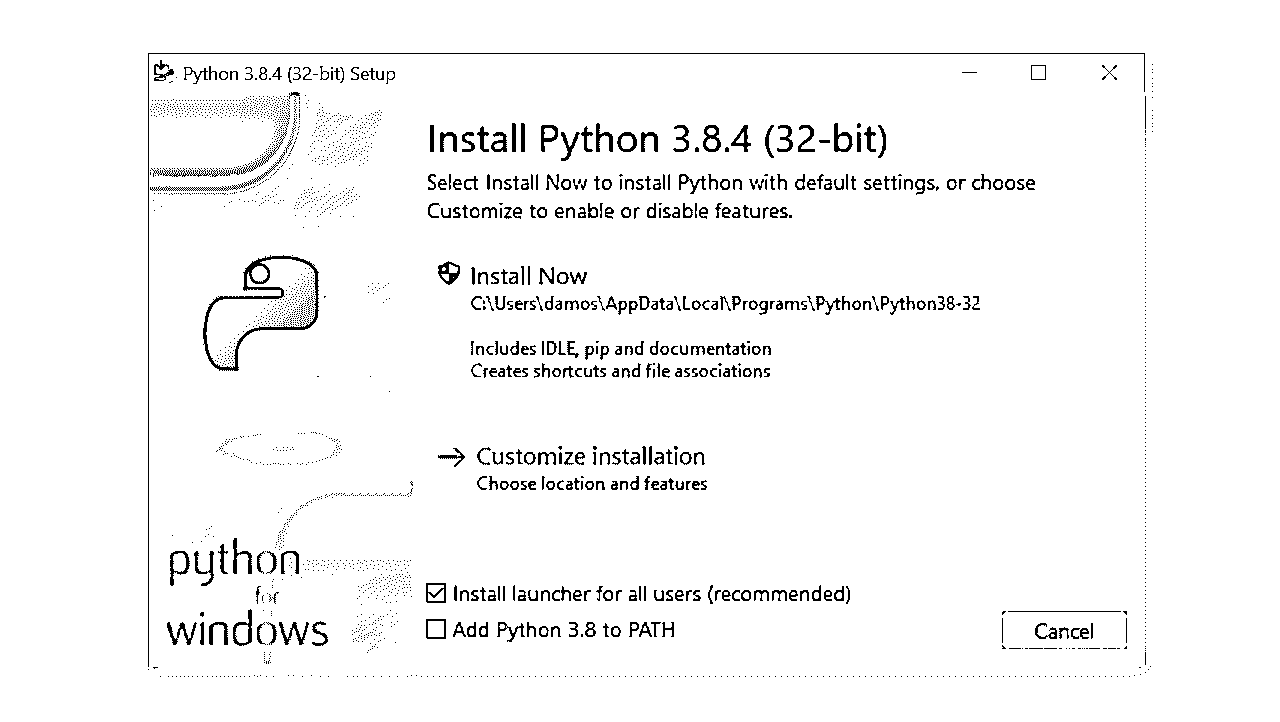 Python 3.8.4 (32-bit) Setup
Install Python 3.8.4 (32-bit)
Select Install Now to install Python with default settings, or choose
Customize to enable or disable features.
Install Now
C:\Users\damos\AppData\Local\Programs\Python\Python38-32
Includes IDLE, pip and documentation
Creates shortcuts and file associations
Customize installation
Choose location and features
python
for
windows
Install launcher for all users (recommended)
Add Python 3.8 to PATH
Cancel